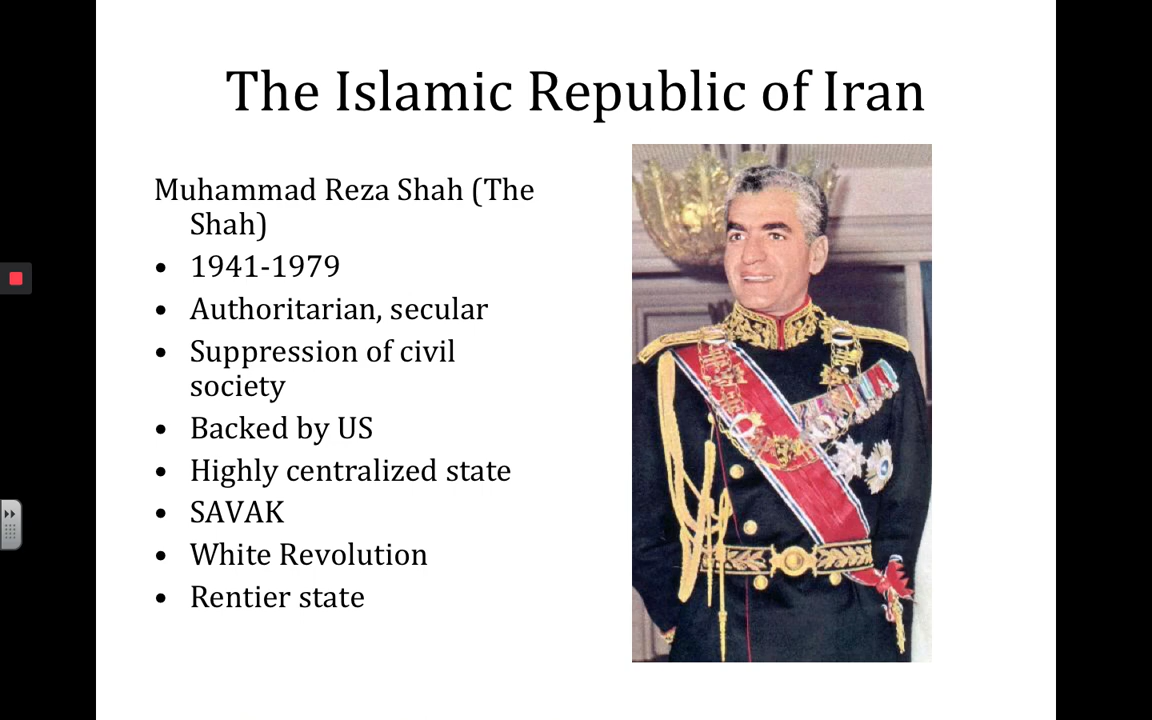 The Islamic Republic of Iran
Muhammad Reza Shah (The
Shah)
• 1941-1979
• Authoritarian, secular
• Suppression of civil
society
• Backed by US
• Highly centralized state
• SAVAK
• White Revolution
• Rentier state